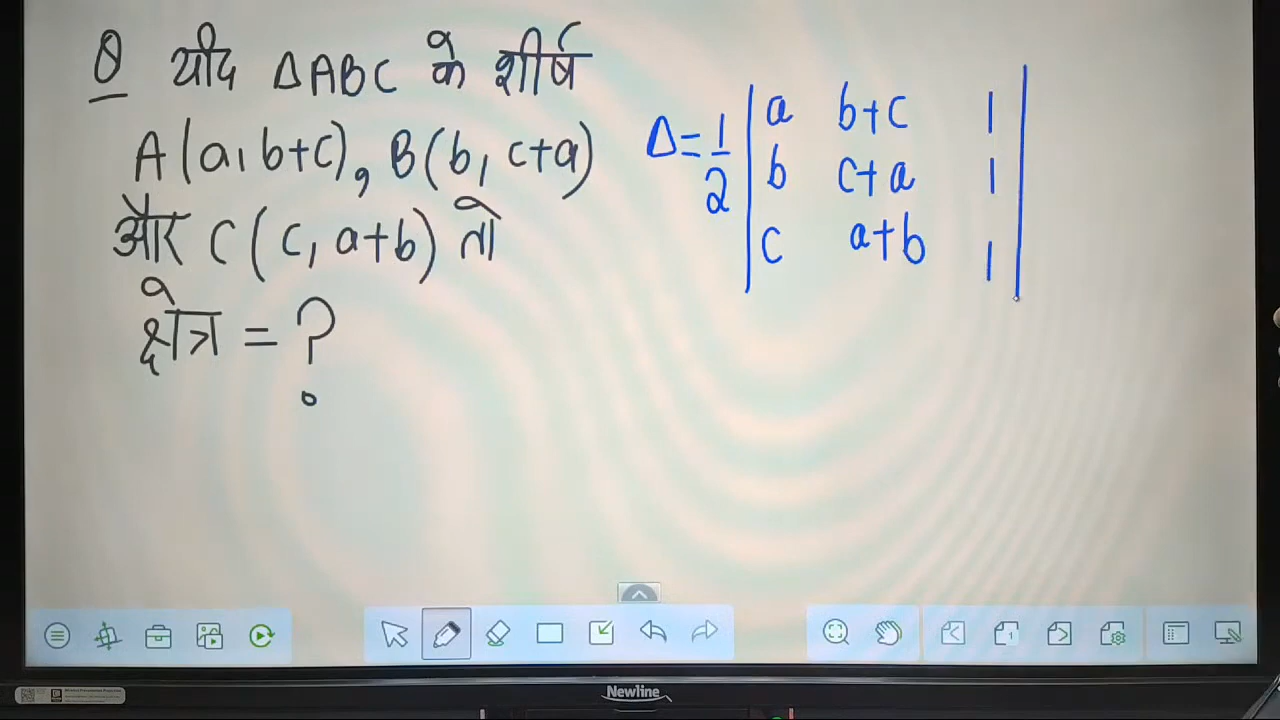 Q यदि ΔABC के शीर्ष
A(a, b+c), B(b, c+a)
और C(c, a+b) तो
क्षेत्र = ?
Δ = 1/2 | a b+c 1 |
| b c+a 1 |
| c a+b 1 |
Newline